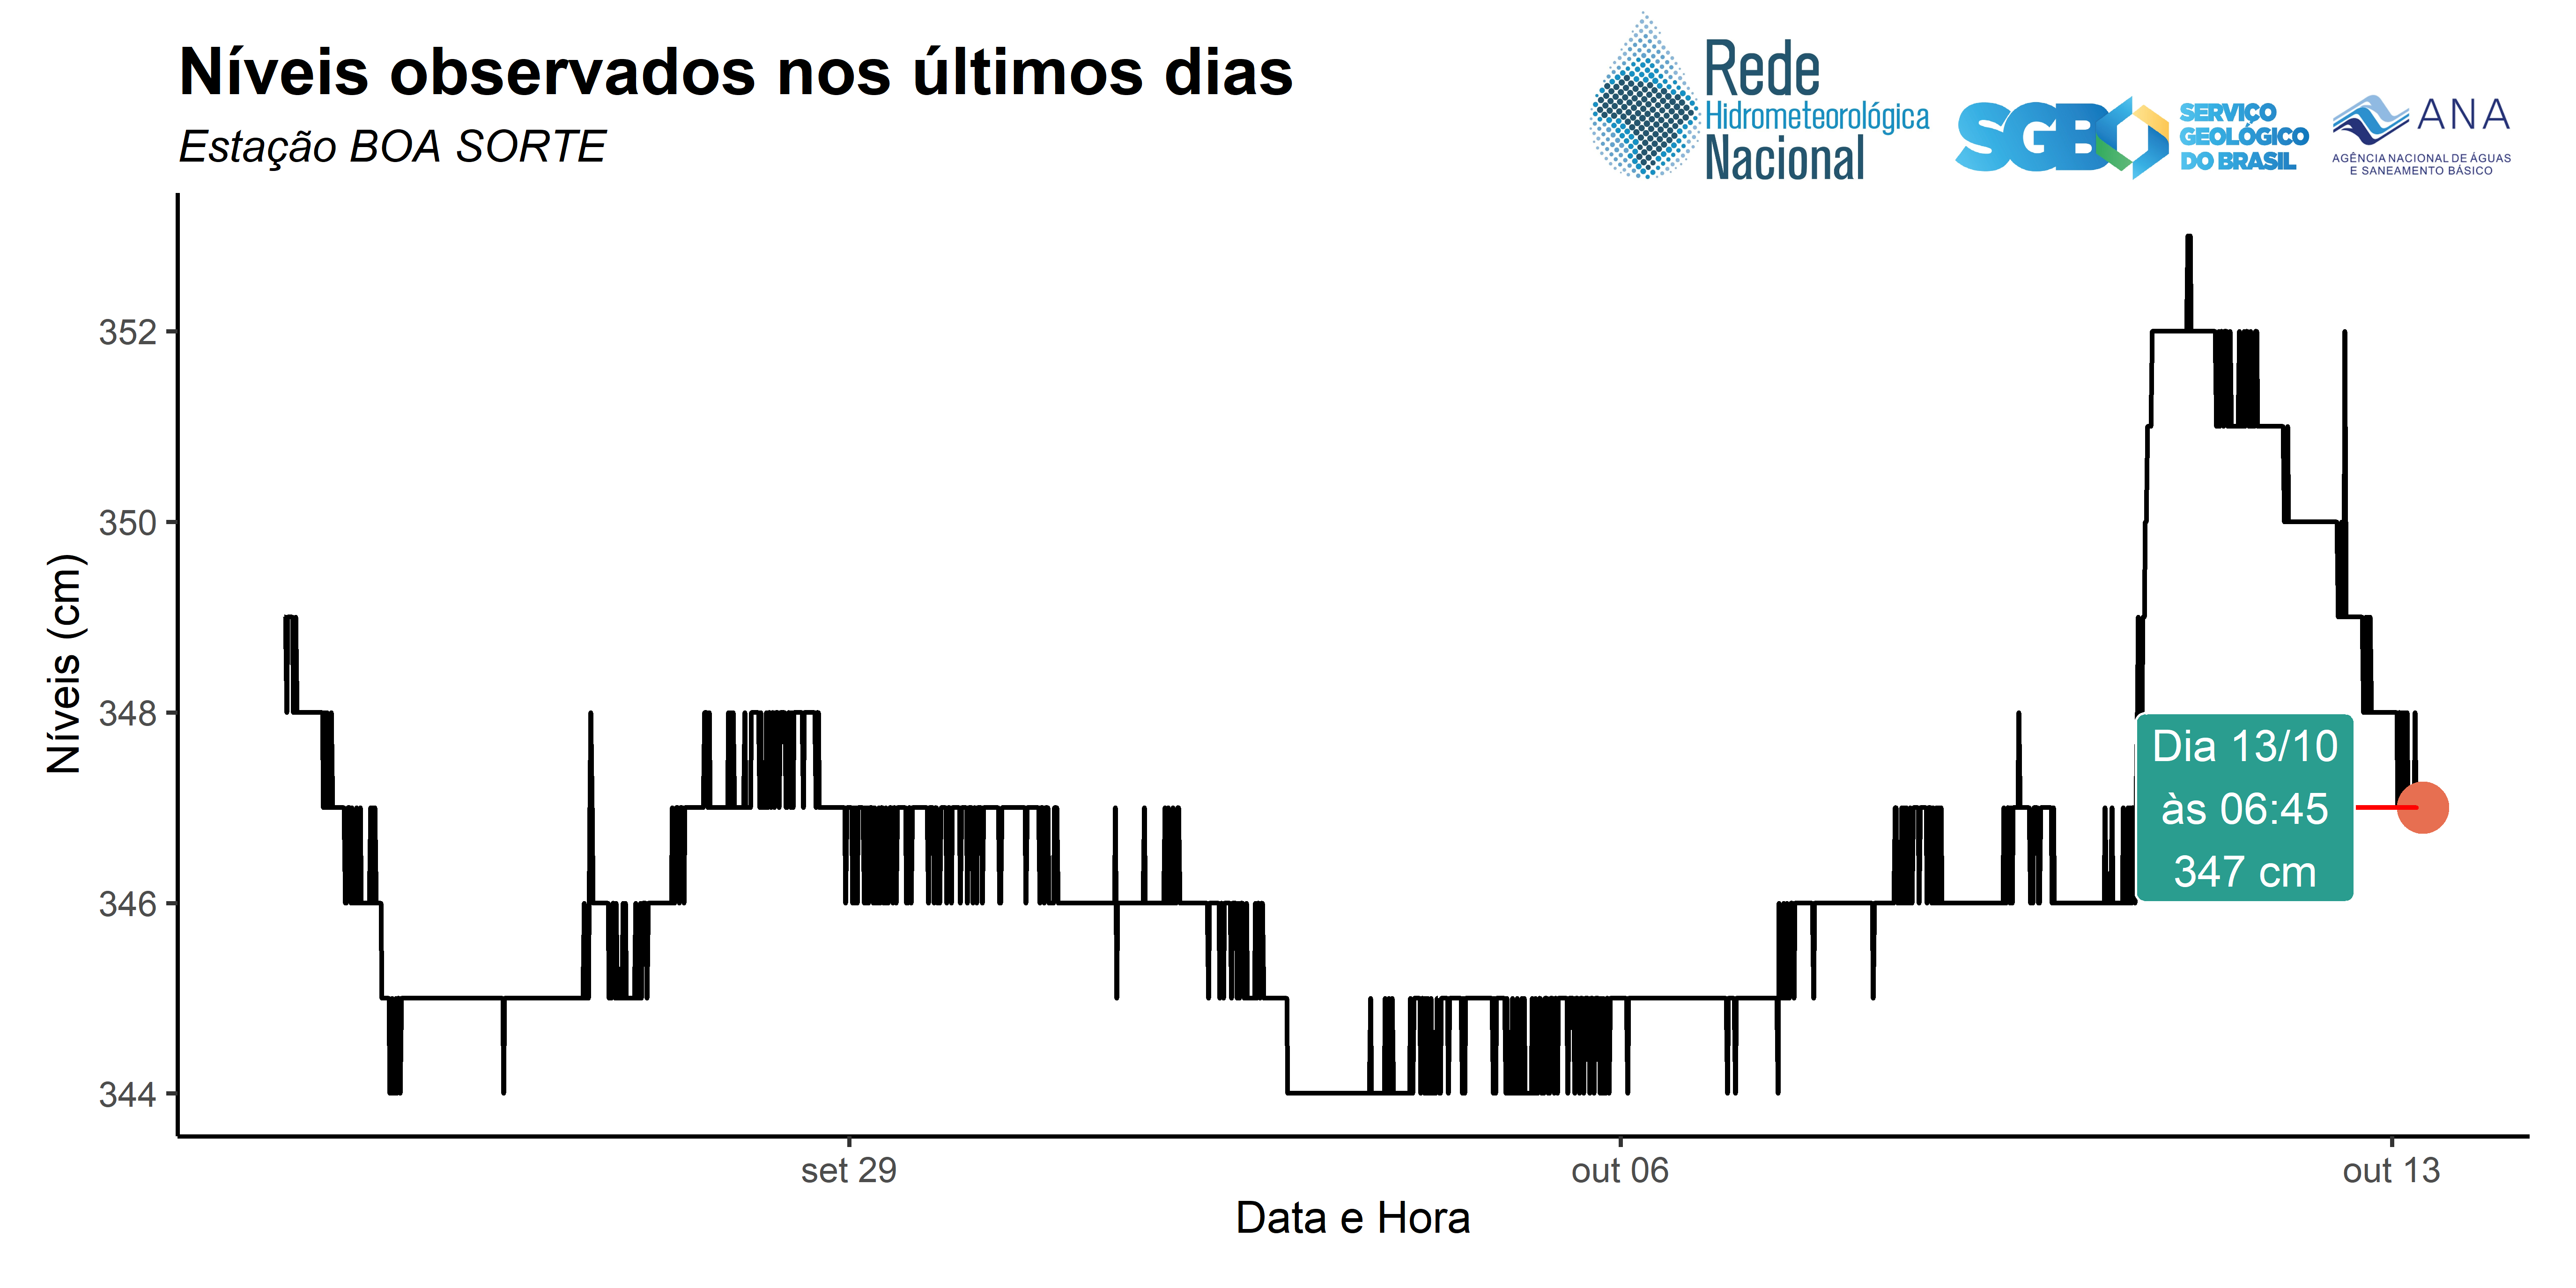 Níveis observados nos últimos dias
Estação BOA SORTE
Rede
Hidrometeorológica
Nacional
SGB
SERVIÇO
GEOLÓGICO
DO BRASIL
ANA
AGÊNCIA NACIONAL DE ÁGUAS
E SANEAMENTO BÁSICO
352
350
348
346
344
Níveis (cm)
Dia 13/10
às 06:45
347 cm
set 29
out 06
out 13
Data e Hora